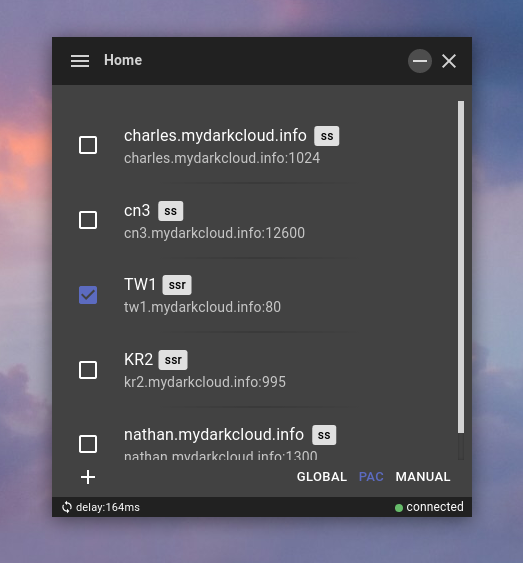 Home
charles.mydarkcloud.info ss
charles.mydarkcloud.info:1024
cn3 ss
cn3.mydarkcloud.info:12600
TW1 ssr
tw1.mydarkcloud.info:80
KR2 ssr
kr2.mydarkcloud.info:995
nathan.mydarkcloud.info ss
nathan.mydarkcloud.info:1300
GLOBAL PAC MANUAL
delay:164ms connected